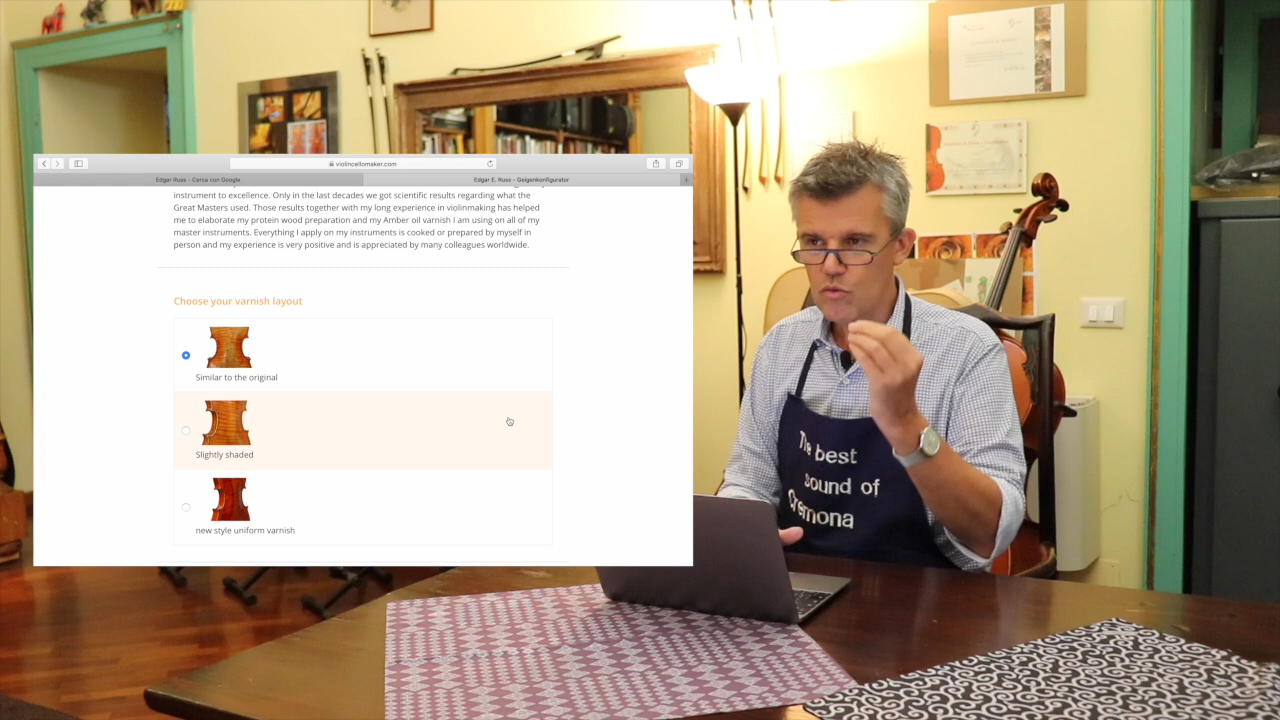 violincellomaker.com
Edgar Russ - Cerca con Google
Edgar E. Russ - Geigenkonfigurator
instrument to excellence. Only in the last decades we got scientific results regarding what the
Great Masters used. Those results together with my long experience in violinmaking has helped
me to elaborate my protein wood preparation and my Amber oil varnish I am using on all of my
master instruments. Everything I apply on my instruments is cooked or prepared by myself in
person and my experience is very positive and is appreciated by many colleagues worldwide.
Choose your varnish layout
Similar to the original
Slightly shaded
new style uniform varnish
The best
sound of
Cremona